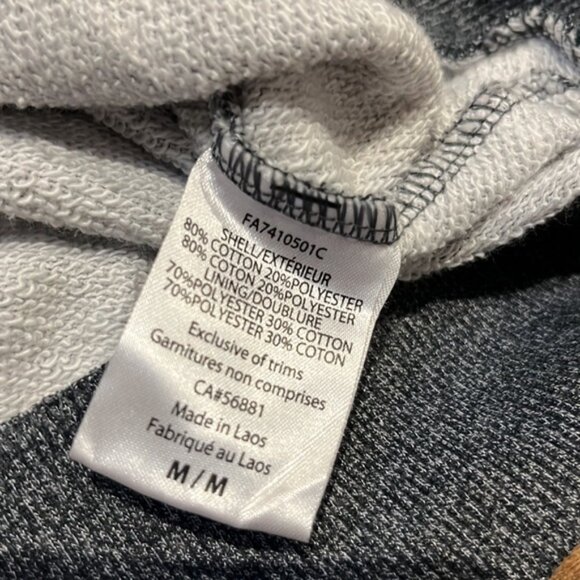 FA7410501C
SHELL/EXTÉRIEUR
80% COTTON 20%POLYESTER
80% COTON 20%POLYESTER
LINING/DOUBLURE
70%POLYESTER 30% COTTON
70%POLYESTER 30% COTON
Exclusive of trims
Garnitures non comprises
CA#56881
Made in Laos
Fabriqué au Laos
M / M